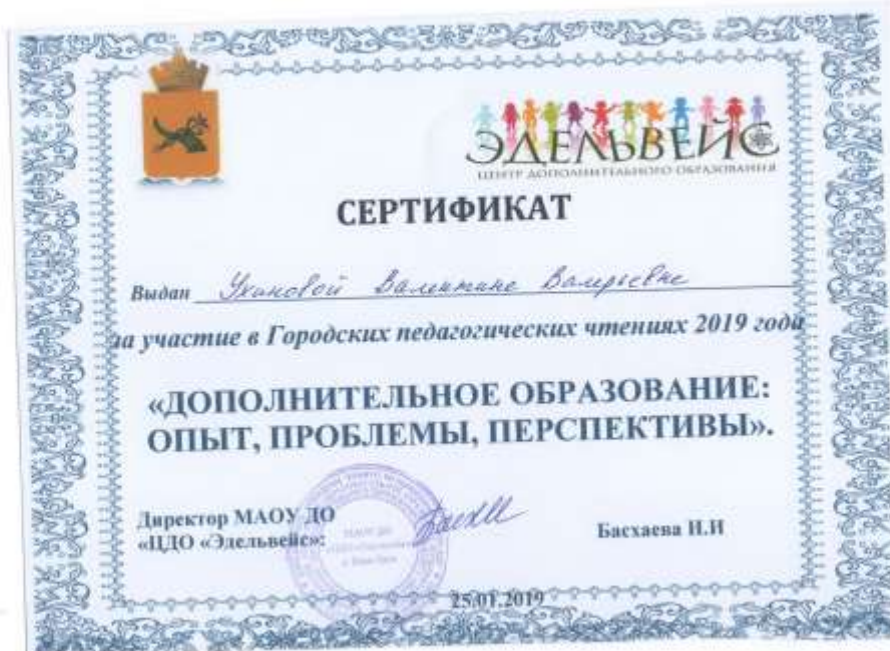 ЭДЕЛЬВЕЙС
ЦЕНТР ДОПОЛНИТЕЛЬНОГО ОБРАЗОВАНИЯ
СЕРТИФИКАТ
Выдан Ухановой Валентине Валерьевне
за участие в Городских педагогических чтениях 2019 года
«ДОПОЛНИТЕЛЬНОЕ ОБРАЗОВАНИЕ:
ОПЫТ, ПРОБЛЕМЫ, ПЕРСПЕКТИВЫ».
Директор МАОУ ДО
«ЦДО «Эдельвейс»:
Басхаева И.И
25.01.2019